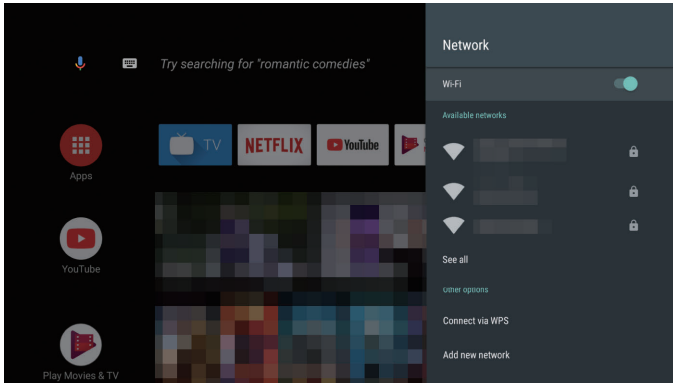 Try searching for "romantic comedies"
TV
NETFLIX
YouTube
Apps
YouTube
Play Movies & TV
Network
Wi-Fi
Available networks
See all
Other options
Connect via WPS
Add new network